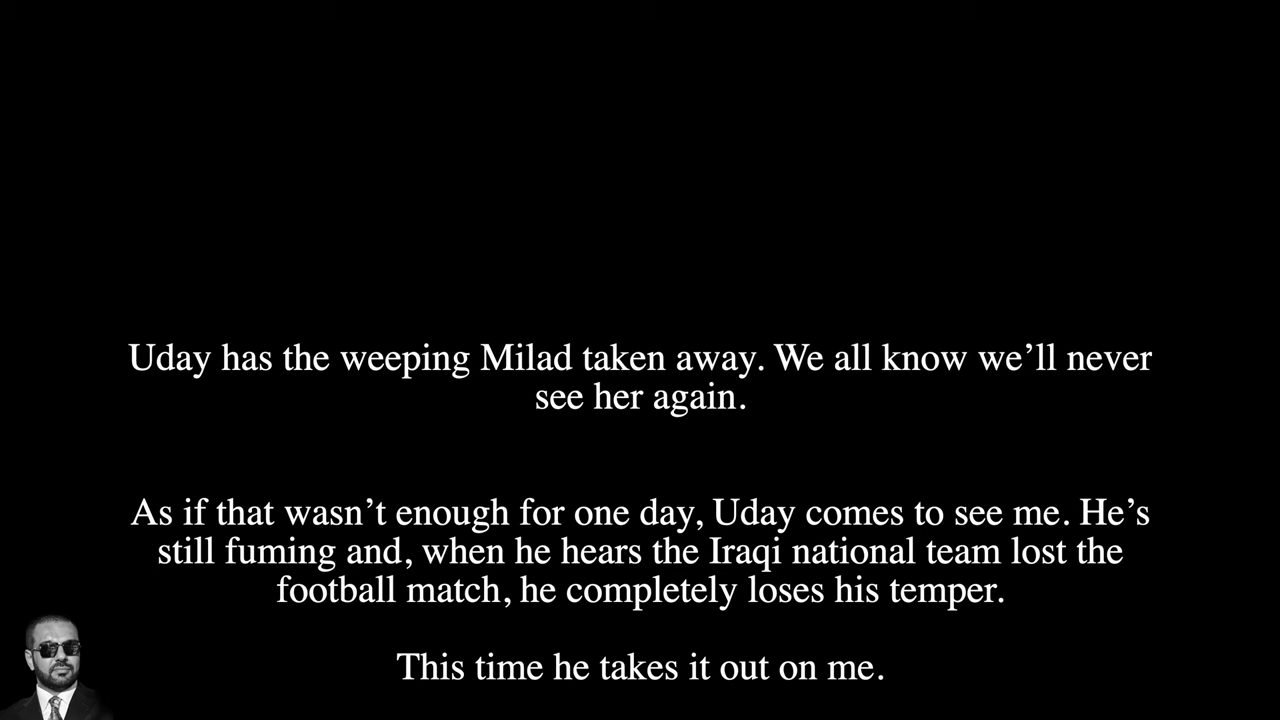 Uday has the weeping Milad taken away. We all know we’ll never
see her again.
As if that wasn’t enough for one day, Uday comes to see me. He’s
still fuming and, when he hears the Iraqi national team lost the
football match, he completely loses his temper.
This time he takes it out on me.